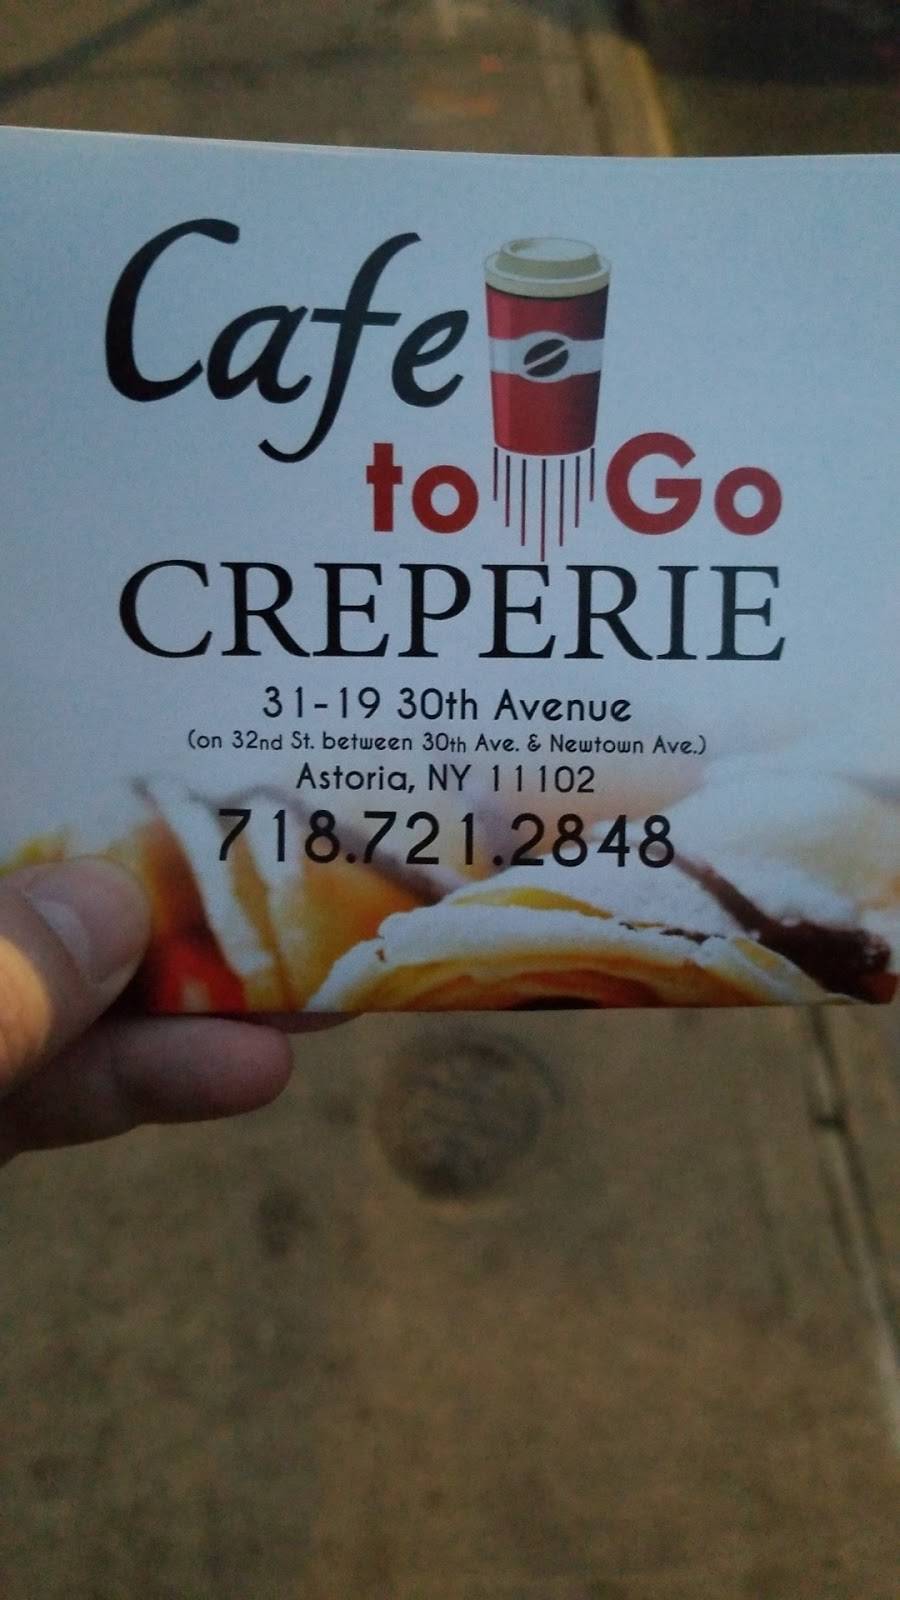 Cafe
to Go
CREPERIE
31-19 30th Avenue
(on 32nd St. between 30th Ave. & Newtown Ave.)
Astoria, NY 11102
718.721.2848